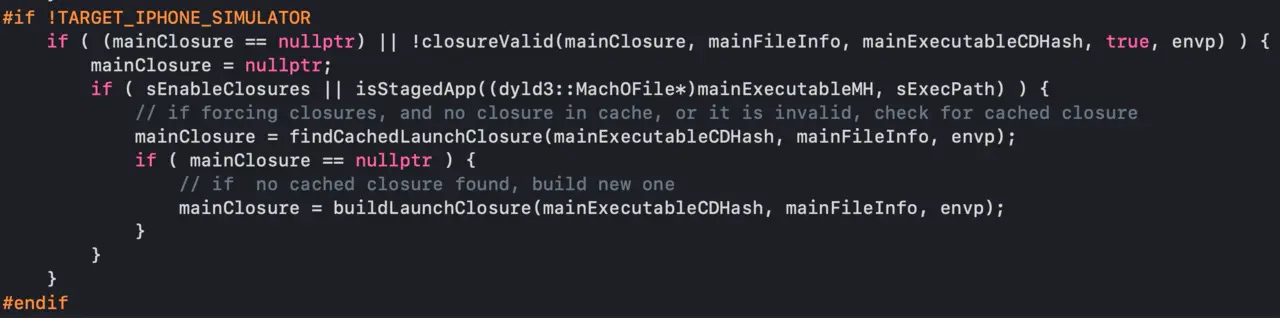 #if !TARGET_IPHONE_SIMULATOR
    if ( (mainClosure == nullptr) || !closureValid(mainClosure, mainFileInfo, mainExecutableCDHash, true, envp) ) {
        mainClosure = nullptr;
        if ( sEnableClosures || isStagedApp((dyld3::MachOFile*)mainExecutableMH, sExecPath) ) {
            // if forcing closures, and no closure in cache, or it is invalid, check for cached closure
            mainClosure = findCachedLaunchClosure(mainExecutableCDHash, mainFileInfo, envp);
            if ( mainClosure == nullptr ) {
                // if  no cached closure found, build new one
                mainClosure = buildLaunchClosure(mainExecutableCDHash, mainFileInfo, envp);
            }
        }
    }
#endif